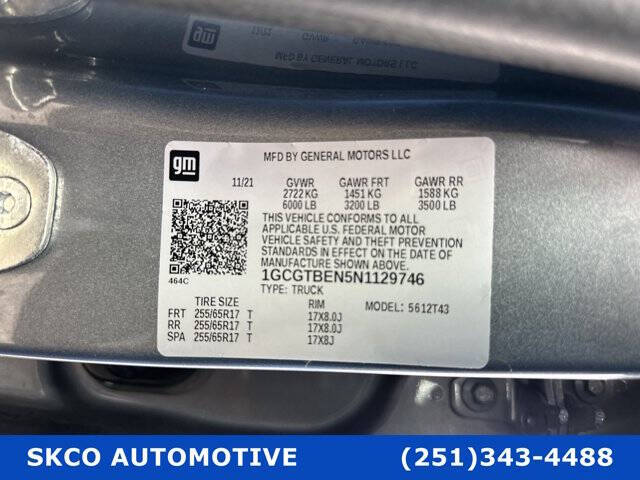 gm
MFD BY GENERAL MOTORS LLC
11/21 GVWR GAWR FRT GAWR RR
2722 KG 1451 KG 1588 KG
6000 LB 3200 LB 3500 LB
THIS VEHICLE CONFORMS TO ALL
APPLICABLE U.S. FEDERAL MOTOR
VEHICLE SAFETY AND THEFT PREVENTION
STANDARDS IN EFFECT ON THE DATE
OF MANUFACTURE SHOWN ABOVE.
464C 1GCGTBEN5N1129746
TYPE: TRUCK
TIRE SIZE RIM MODEL: 5612T43
FRT 255/65R17 T 17X8.0J
RR 255/65R17 T 17X8.0J
SPA 255/65R17 T 17X8J
SKCO AUTOMOTIVE (251)343-4488